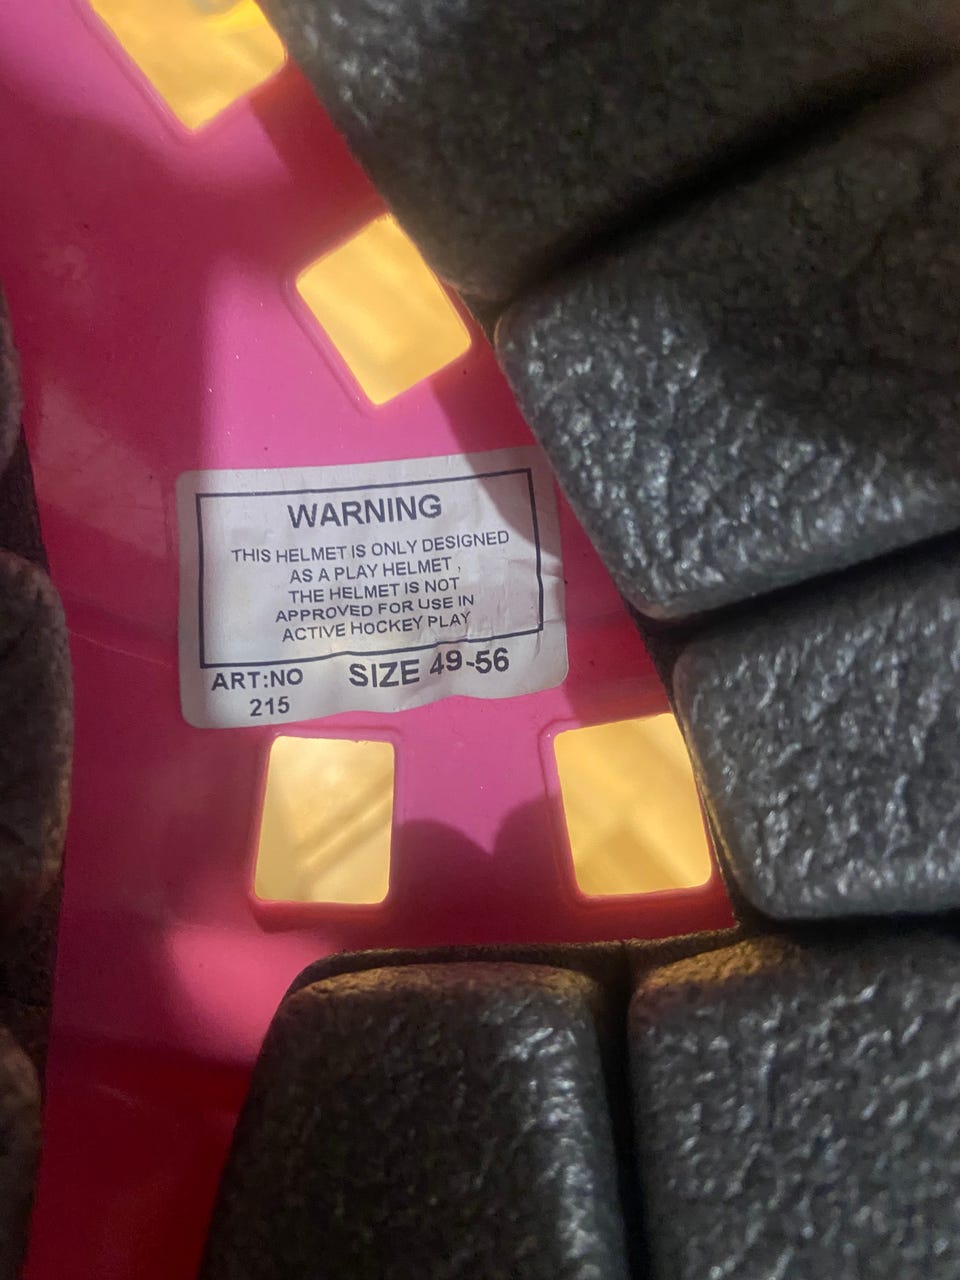 WARNING
THIS HELMET IS ONLY DESIGNED
AS A PLAY HELMET ,
THE HELMET IS NOT
APPROVED FOR USE IN
ACTIVE HOCKEY PLAY
ART:NO SIZE 49-56
215